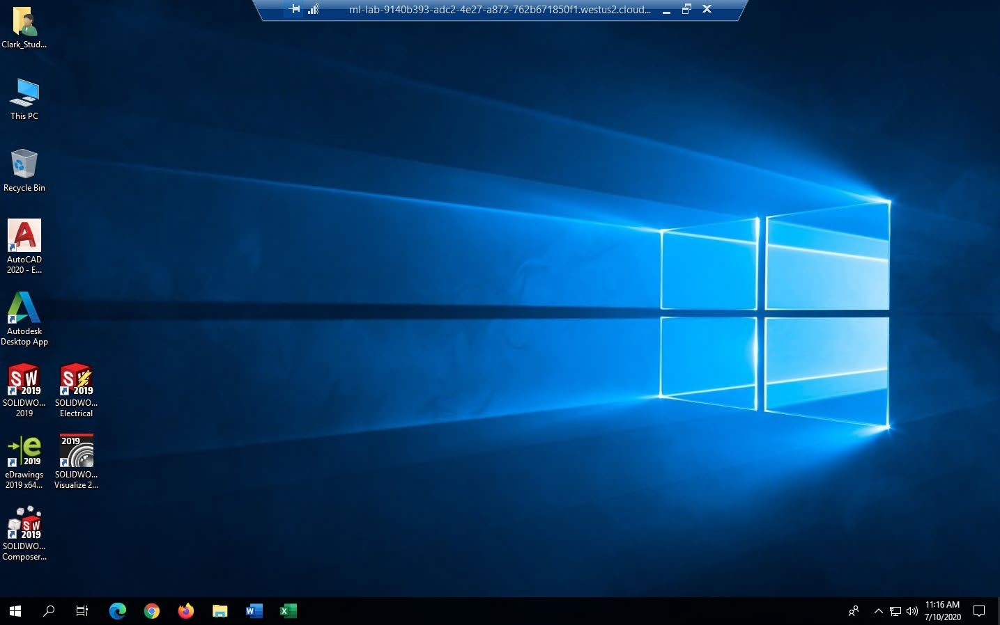 ml-lab-9140b393-adc2-4e27-a872-762b671850f1.westus2.cloud...
Clark_Stud...
This PC
Recycle Bin
AutoCAD
2020 - E...
Autodesk
Desktop App
SW
2019
SOLIDWO...
2019
S
2019
SOLIDWO...
Electrical
e
2019
eDrawings
2019 x64...
2019
SOLIDWO...
Visualize 2...
SW
2019
SOLIDWO...
Composer...
11:16 AM
7/10/2020